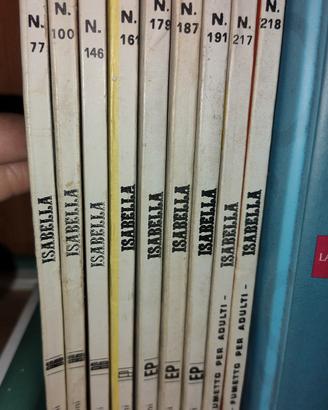 N. 77 ISABELLA
N. 100 ISABELLA
N. 146 ISABELLA
N. 161 ISABELLA
N. 179 ISABELLA EP
N. 187 ISABELLA EP
N. 191 ISABELLA EP
N. 217 ISABELLA FUMETTO PER ADULTI -
N. 218 ISABELLA FUMETTO PER ADULTI -
LA